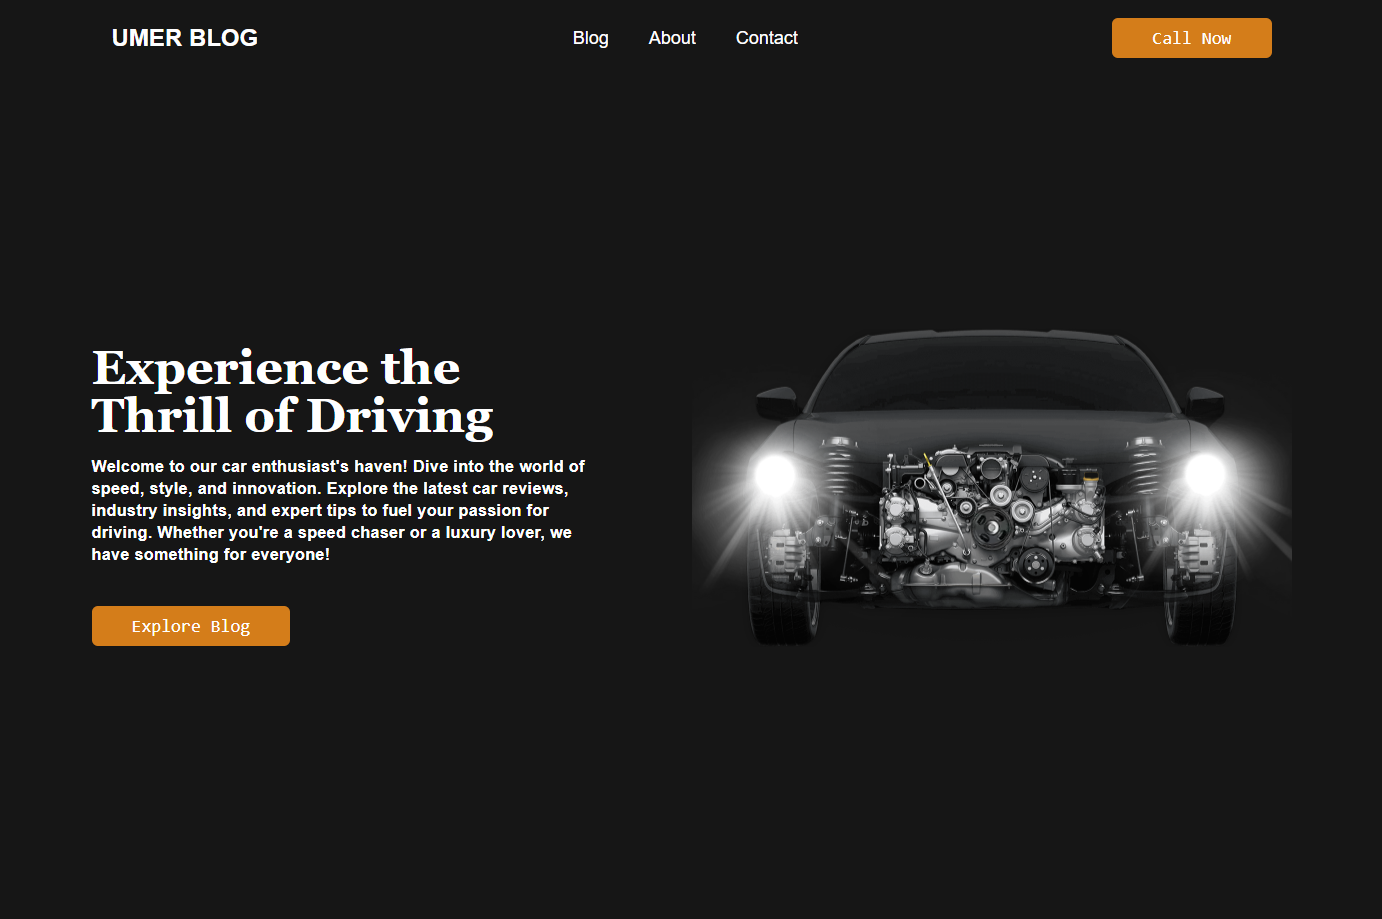 UMER BLOG
Blog
About
Contact
Call Now
Experience the
Thrill of Driving
Welcome to our car enthusiast's haven! Dive into the world of
speed, style, and innovation. Explore the latest car reviews,
industry insights, and expert tips to fuel your passion for
driving. Whether you're a speed chaser or a luxury lover, we
have something for everyone!
Explore Blog